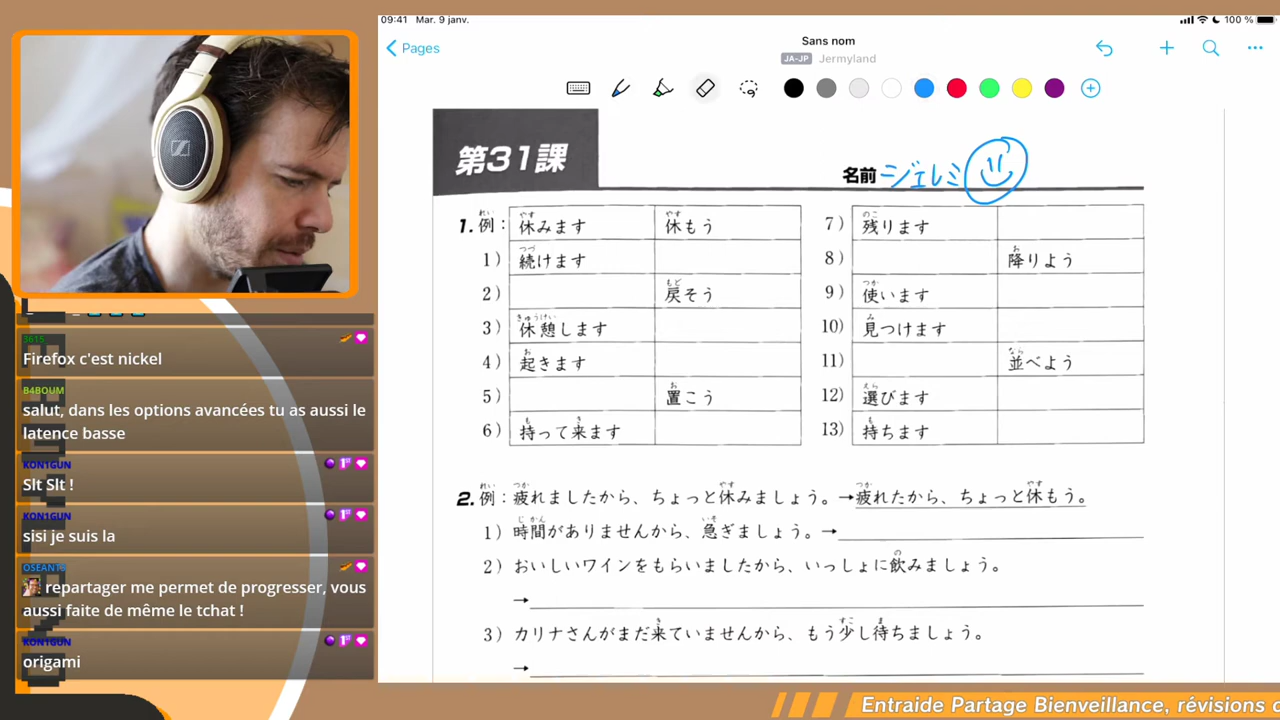 09:41 Mar. 9 janv.
100 %
Pages
Sans nom
JA-JP Jermyland
第31課
名前 ジェレミ
1. 例: 休みます 休もう
1) 続けます
2) 戻そう
3) 休憩します
4) 起きます
5) 置こう
6) 持って来ます
7) 残ります
8) 降りよう
9) 使います
10) 見つけます
11) 並べよう
12) 選びます
13) 持ちます
2. 例: 疲れましたから、ちょっと休みましょう。→疲れたから、ちょっと休もう。
1) 時間がありませんから、急ぎましょう。→
2) おいしいワインをもらいましたから、いっしょに飲みましょう。
→
3) カリナさんがまだ来ていませんから、もう少し待ちましょう。
→
3615
Firefox c'est nickel
B4BOUM
salut, dans les options avancées tu as aussi le
latence basse
KON1GUN
Slt Slt !
KON1GUN
sisi je suis la
OSEANTS
repartager me permet de progresser, vous
aussi faite de même le tchat !
KON1GUN
origami
Entraide Partage Bienveillance, révisions